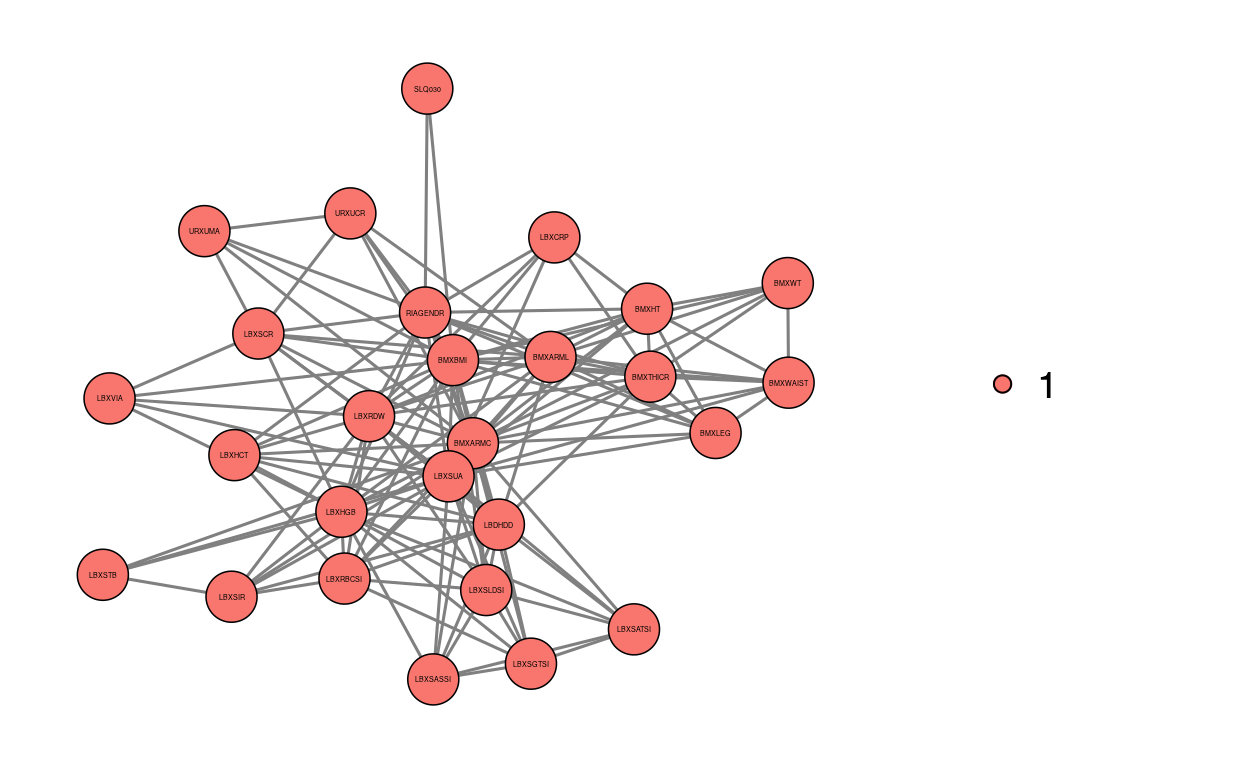 SLQ030
URXUCR
URXUMA
LBXCRP
BMXWT
RIAGENDR
BMXHT
LBXSCR
BMXBMI
BMXARML
BMXTHICR
BMXWAIST
1
LBXVIA
LBXRDW
BMXLEG
BMXARMC
LBXHCT
LBXSUA
LBXHGB
LBDHDD
LBXSTB
LBXRBCSI
LBXSLDSI
LBXSIR
LBXSATSI
LBXSGTSI
LBXSASSI